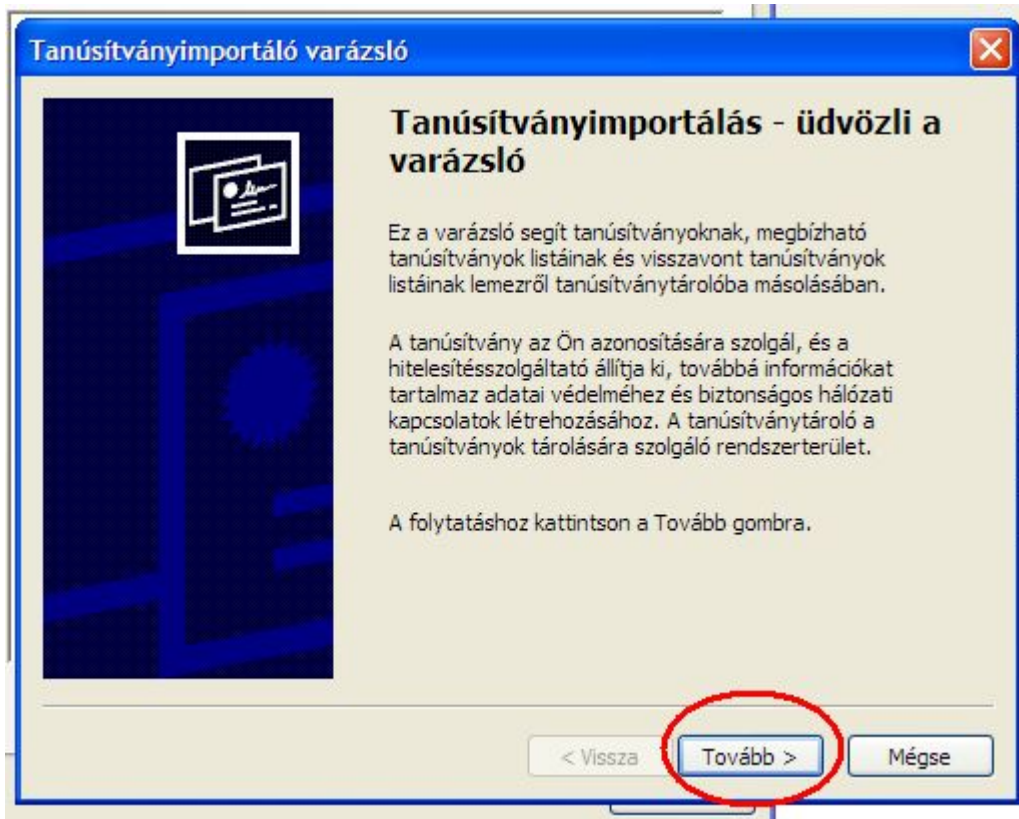 Tanúsítványimportáló varázsló
Tanúsítványimportálás - üdvözli a
varázsló
Ez a varázsló segít tanúsítványoknak, megbízható
tanúsítványok listáinak és visszavont tanúsítványok
listáinak lemezről tanúsítványtárolóba másolásában.
A tanúsítvány az Ön azonosítására szolgál, és a
hitelesítésszolgáltató állítja ki, továbbá információkat
tartalmaz adatai védelméhez és biztonságos hálózati
kapcsolatok létrehozásához. A tanúsítványtároló a
tanúsítványok tárolására szolgáló rendszerterület.
A folytatáshoz kattintson a Tovább gombra.
< Vissza Tovább > Mégse